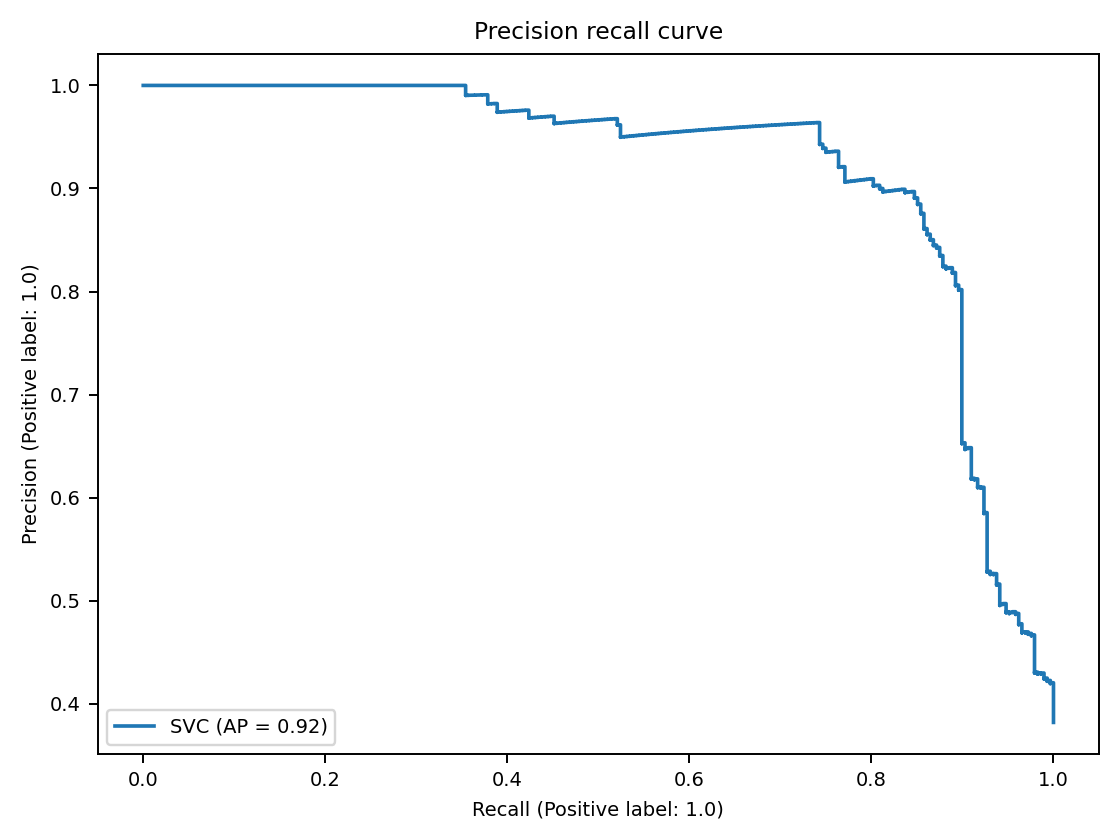 Precision recall curve
1.0
0.9
0.8
0.7
0.6
0.5
0.4
Precision (Positive label: 1.0)
SVC (AP = 0.92)
0.0 0.2 0.4 0.6 0.8 1.0
Recall (Positive label: 1.0)